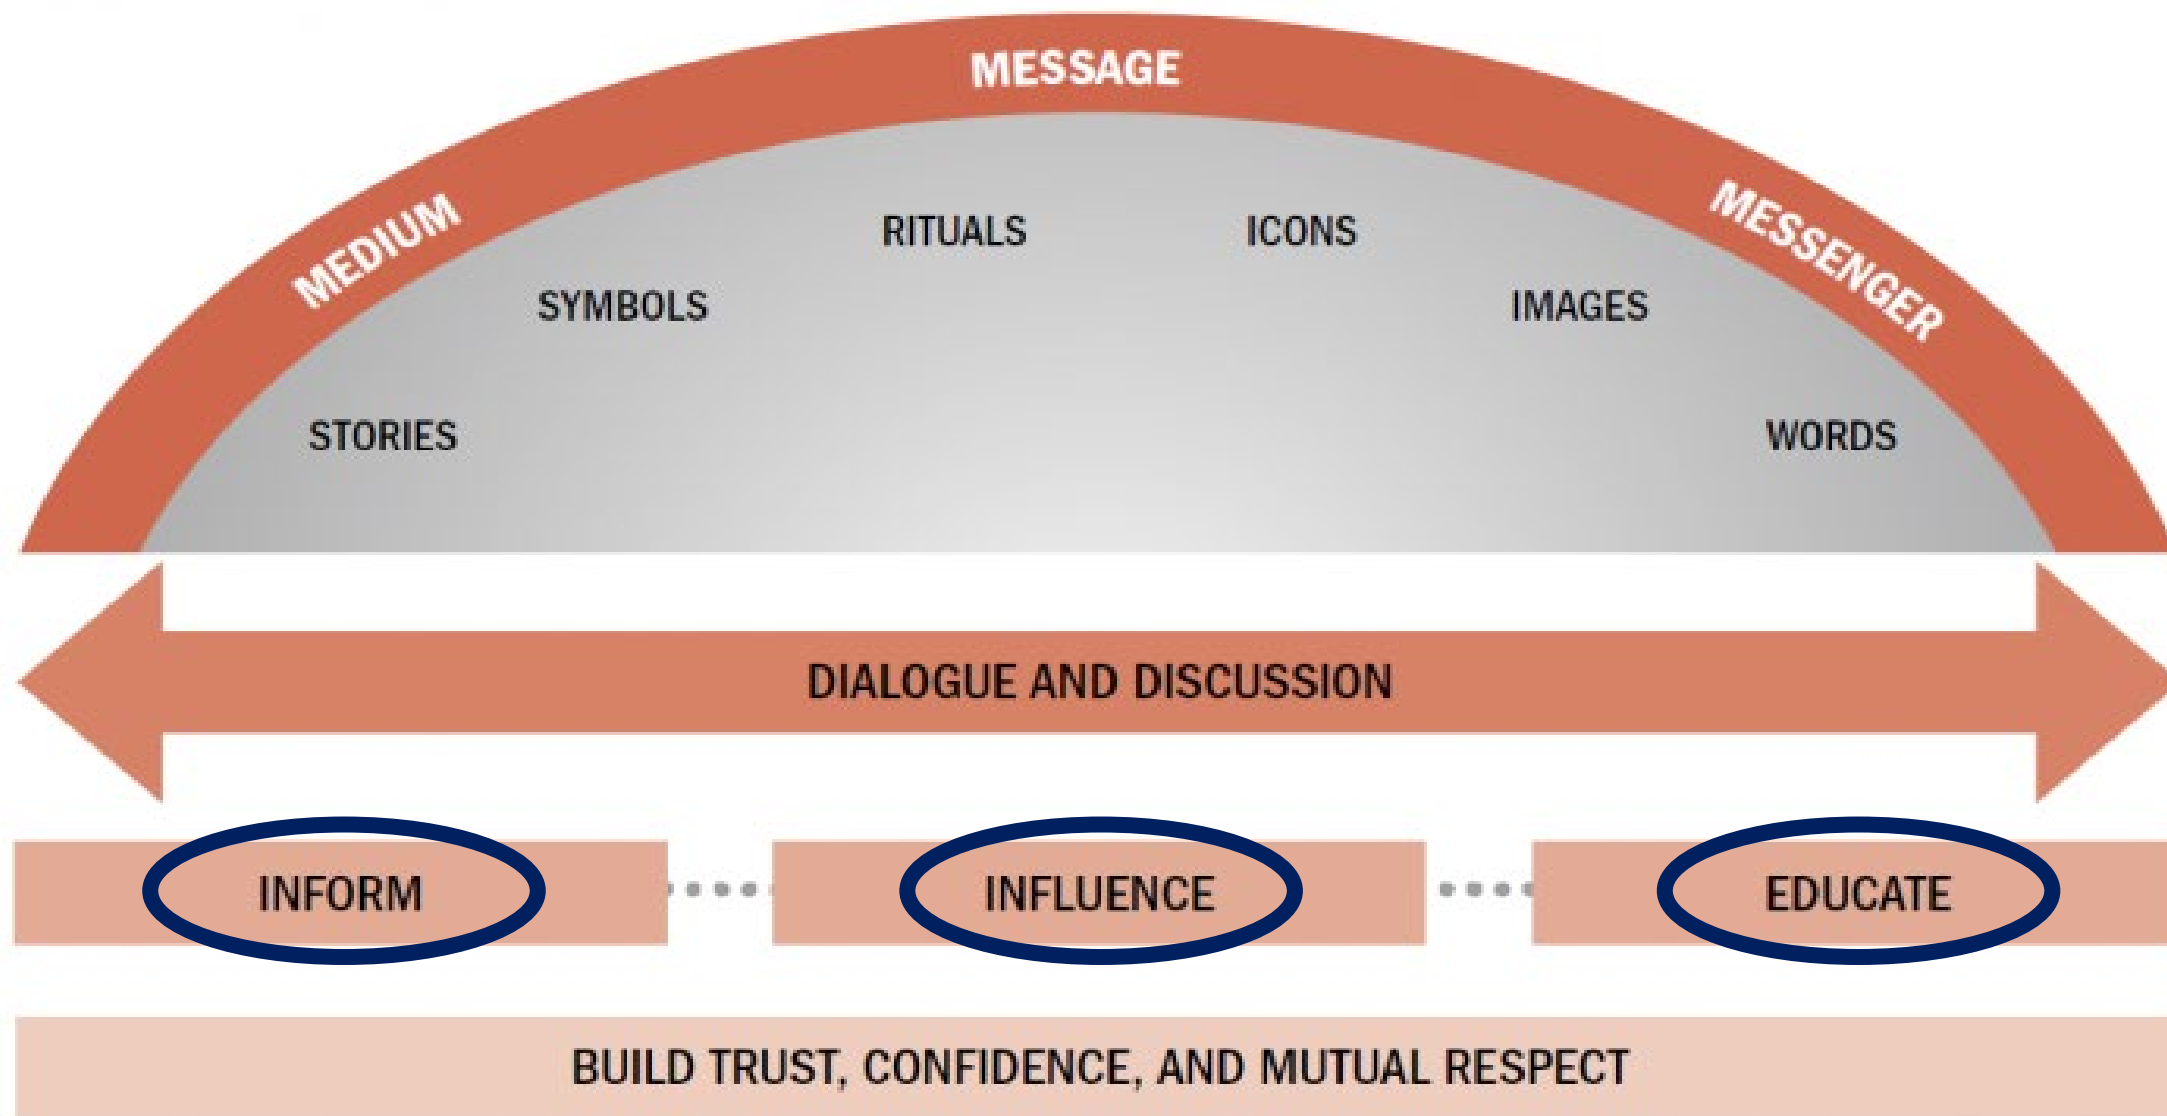 MESSAGE
MEDIUM
MESSENGER
RITUALS
ICONS
SYMBOLS
IMAGES
STORIES
WORDS
DIALOGUE AND DISCUSSION
INFORM
INFLUENCE
EDUCATE
BUILD TRUST, CONFIDENCE, AND MUTUAL RESPECT